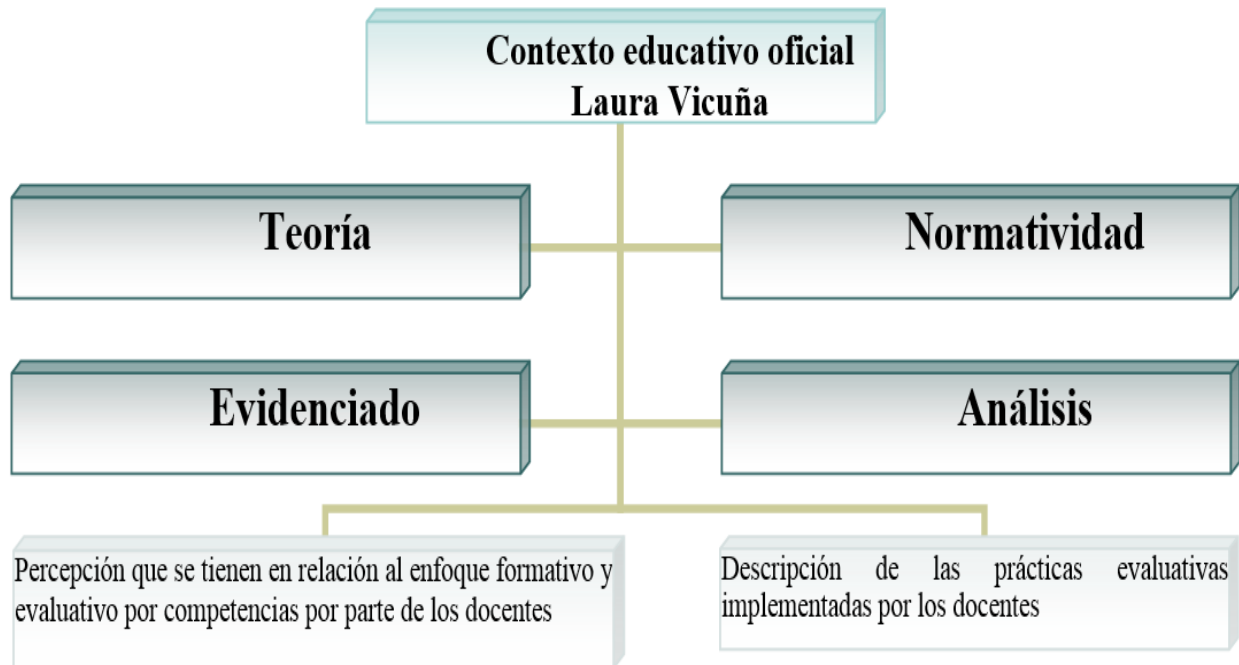 Contexto educativo oficial
Laura Vicuña
Teoría
Normatividad
Evidenciado
Análisis
Percepción que se tienen en relación al enfoque formativo y
evaluativo por competencias por parte de los docentes
Descripción de las prácticas evaluativas
implementadas por los docentes